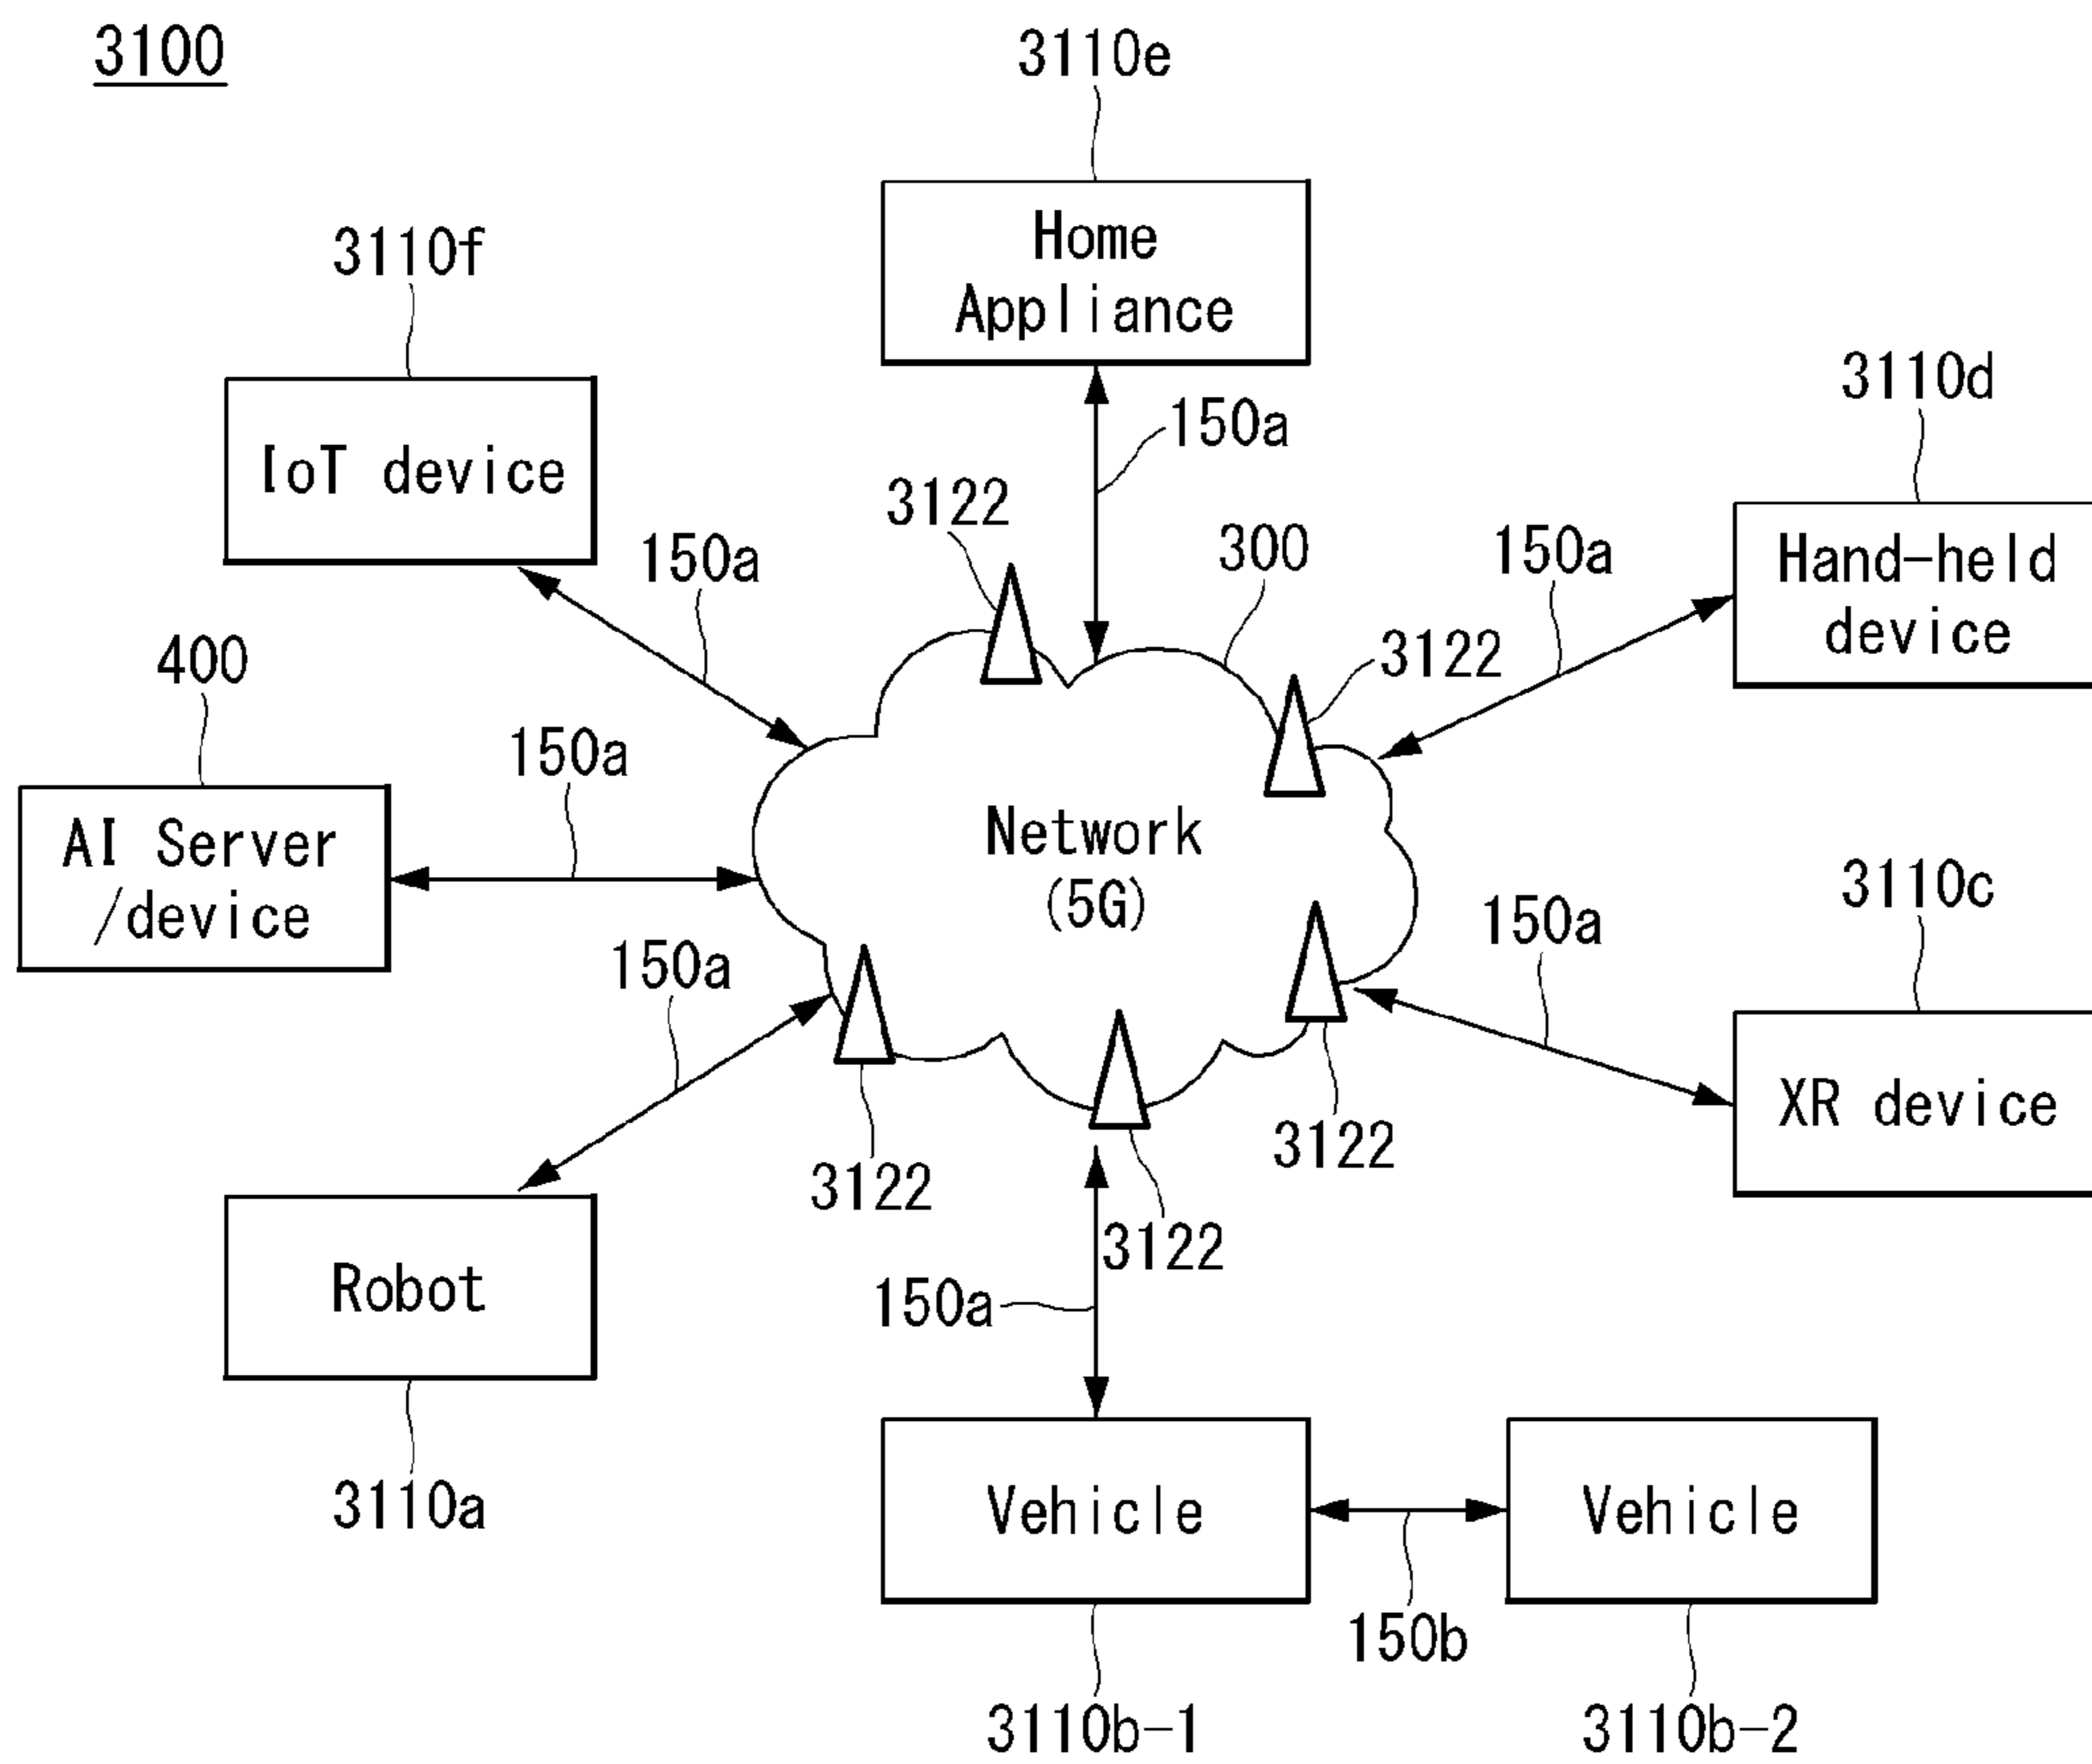 3100
3110e
Home
Appliance
3110f
IoT device
150a
3110d
Hand-held
device
3122
150a
300
150a
3122
400
AI Server
/device
150a
Network
(5G)
3110c
XR device
150a
150a
3122
3122
3122
Robot
3110a
150a
Vehicle
3110b-1
150b
Vehicle
3110b-2